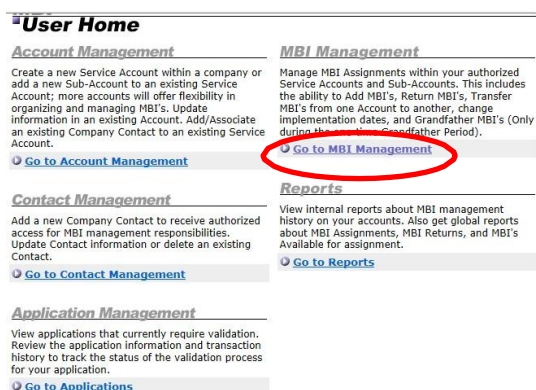 User Home
Account Management
Create a new Service Account within a company or
add a new Sub-Account to an existing Service
Account; more accounts will offer flexibility in
organizing and managing MBI's. Update
information in an existing Account. Add/Associate
an existing Company Contact to an existing Service
Account.
Go to Account Management
Contact Management
Add a new Company Contact to receive authorized
access for MBI management responsibilities.
Update Contact information or delete an existing
Contact.
Go to Contact Management
Application Management
View applications that currently require validation.
Review the application information and transaction
history to track the status of the validation process
for your application.
Go to Applications
MBI Management
Manage MBI Assignments within your authorized
Service Accounts and Sub-Accounts. This includes
the ability to Add MBI's, Return MBI's, Transfer
MBI's from one Account to another, change
implementation dates, and Grandfather MBI's (Only
during the one-time Grandfather Period).
Go to MBI Management
Reports
View internal reports about MBI management
history on your accounts. Also get global reports
about MBI Assignments, MBI Returns, and MBI's
Available for assignment.
Go to Reports